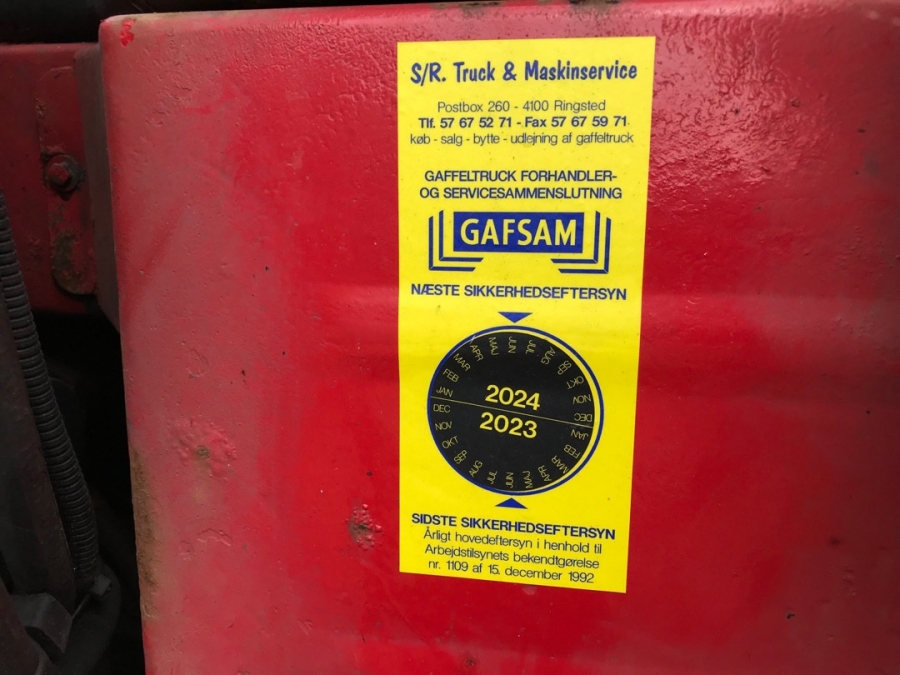 S/R. Truck & Maskinservice
Postbox 260 - 4100 Ringsted
Tlf. 57 67 52 71 - Fax 57 67 59 71
køb - salg - bytte - udlejning af gaffeltruck
GAFFELTRUCK FORHANDLER-
OG SERVICESAMMENSLUTNING
GAFSAM
NÆSTE SIKKERHEDSEFTERSYN
JAN FEB MAR APR MAJ JUN JUL AUG SEP OKT NOV DEC
2024
2023
JAN FEB MAR APR MAJ JUN JUL AUG SEP OKT NOV DEC
SIDSTE SIKKERHEDSEFTERSYN
Årligt hovedeftersyn i henhold til
Arbejdstilsynets bekendtgørelse
nr. 1109 af 15. december 1992